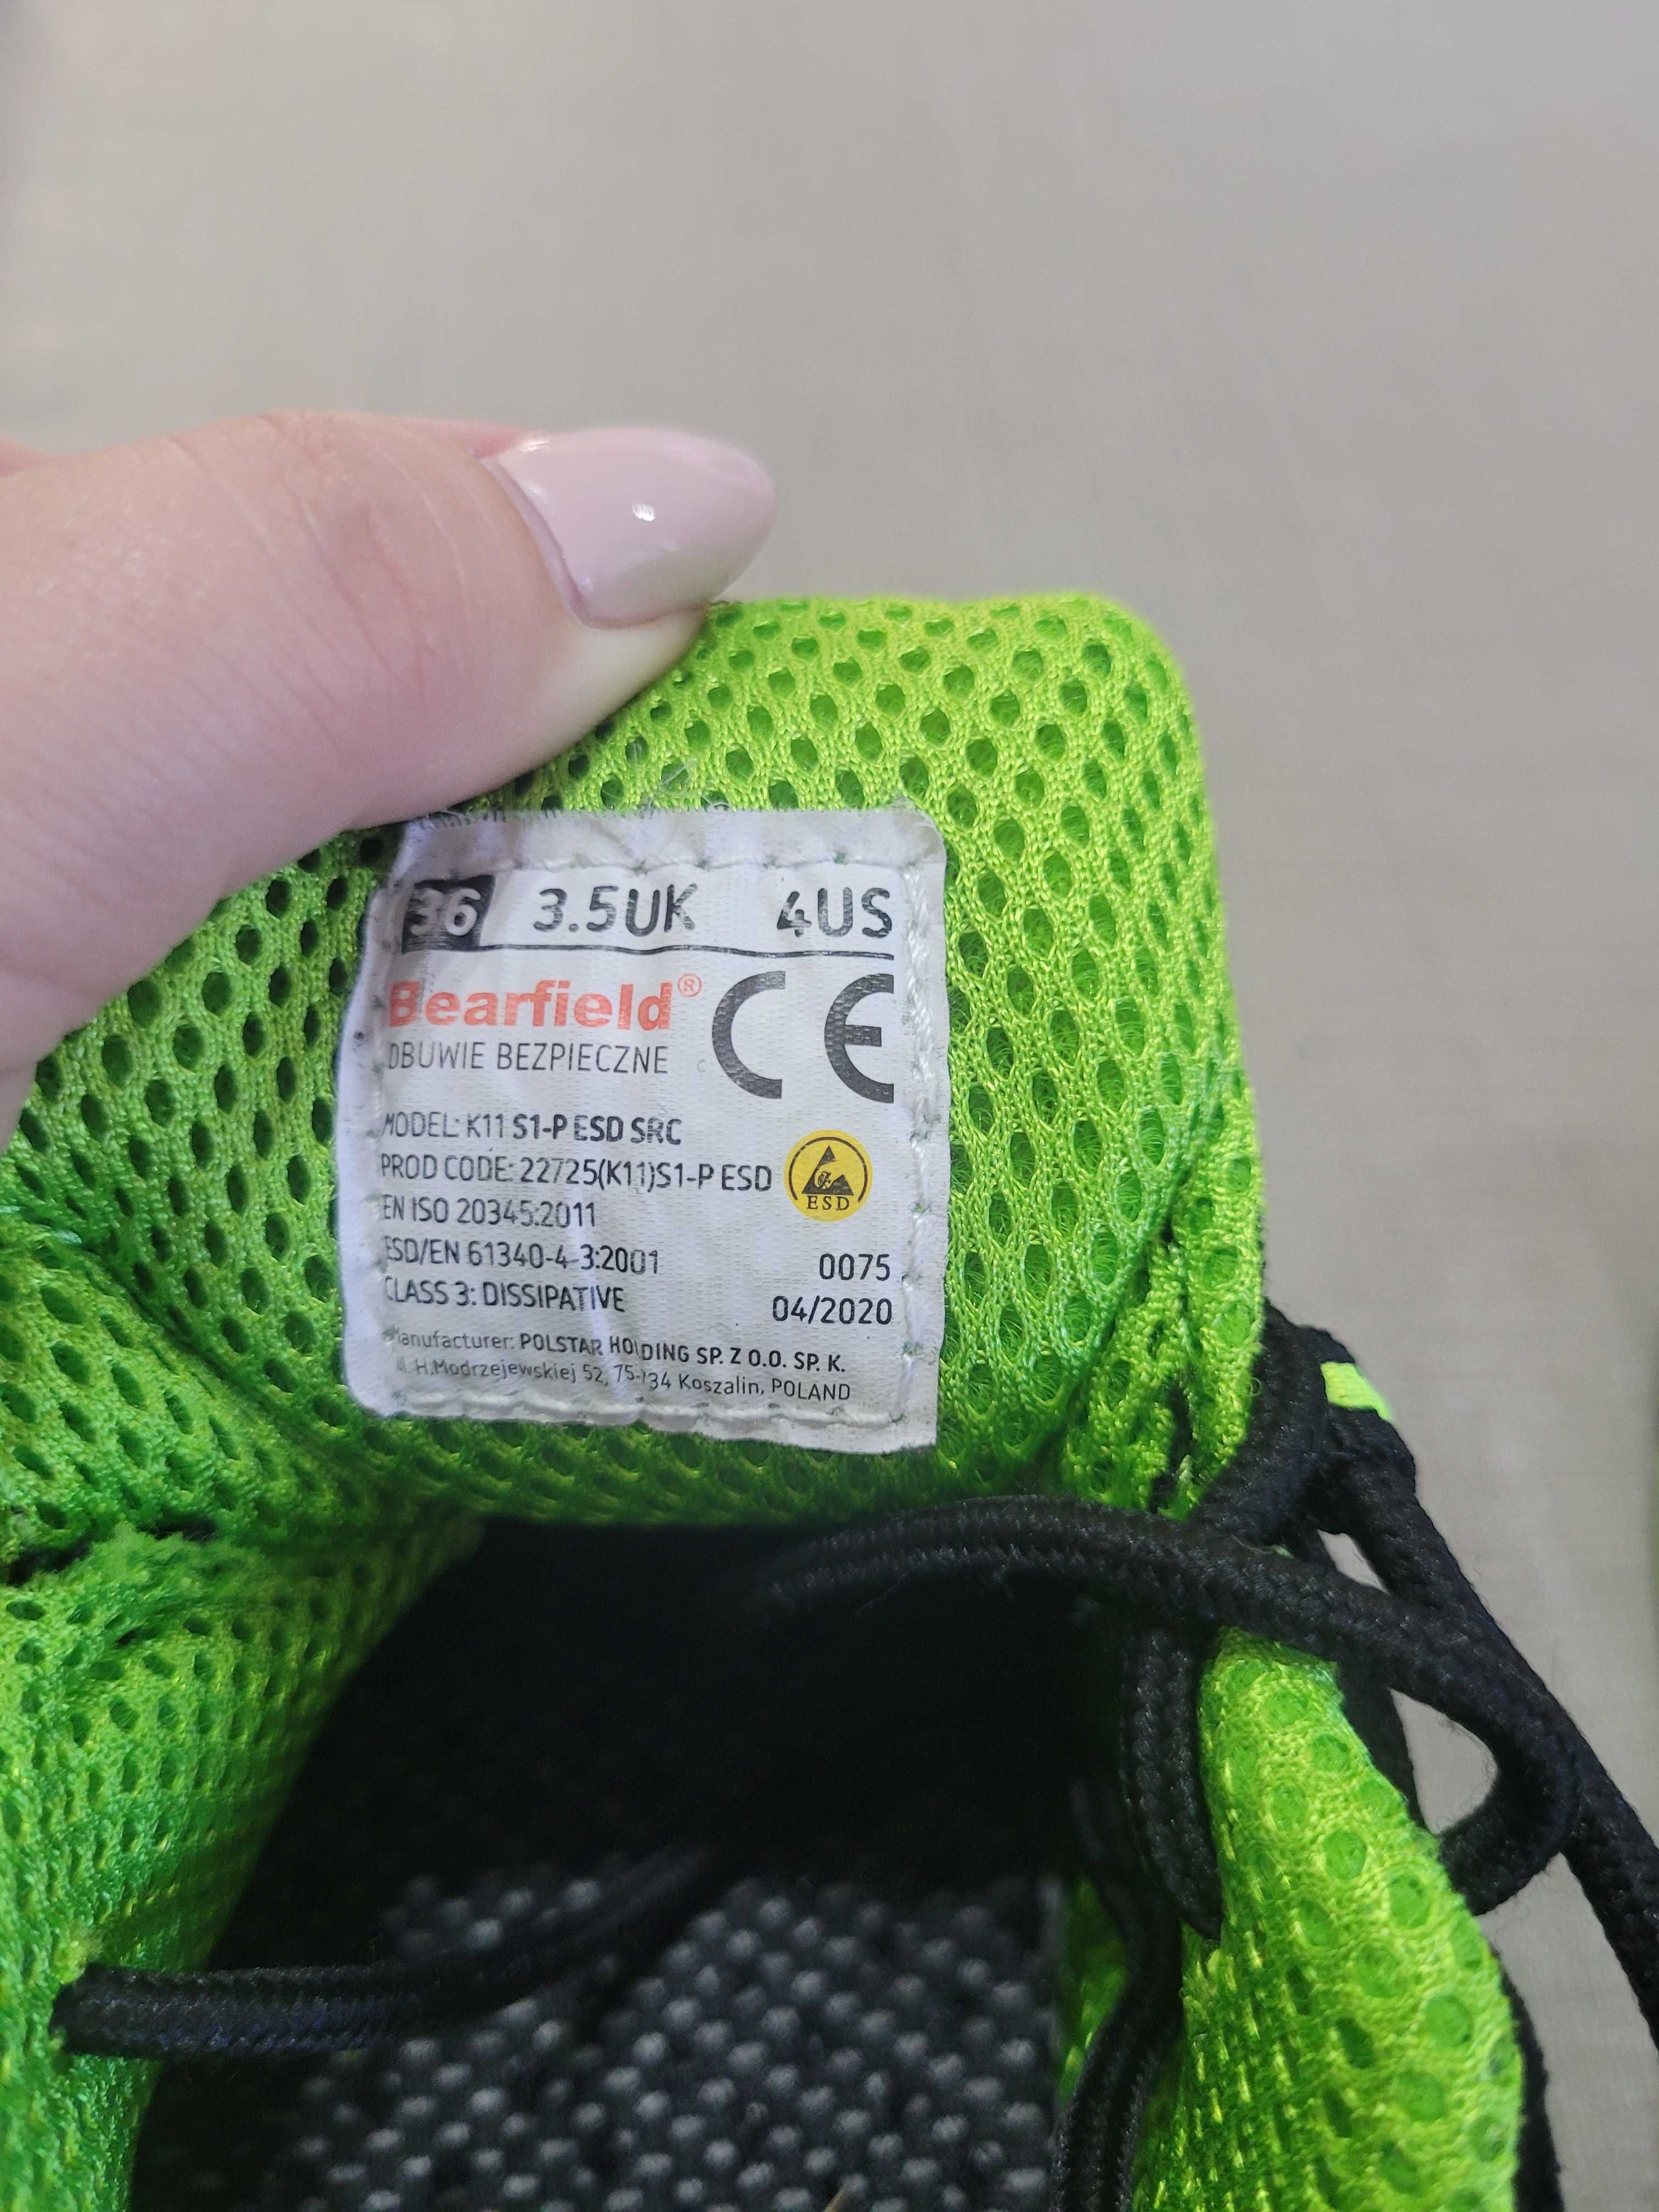 36 3.5UK 4US
Bearfield®
OBUWIE BEZPIECZNE
CE
MODEL: K11 S1-P ESD SRC
PROD CODE: 22725(K11)S1-P ESD
ESD
EN ISO 20345:2011
ESD/EN 61340-4-3:2001 0075
CLASS 3: DISSIPATIVE 04/2020
Manufacturer: POLSTAR HOLDING SP. Z O.O. SP. K.
H.Modrzejewskiej 52, 75-734 Koszalin, POLAND